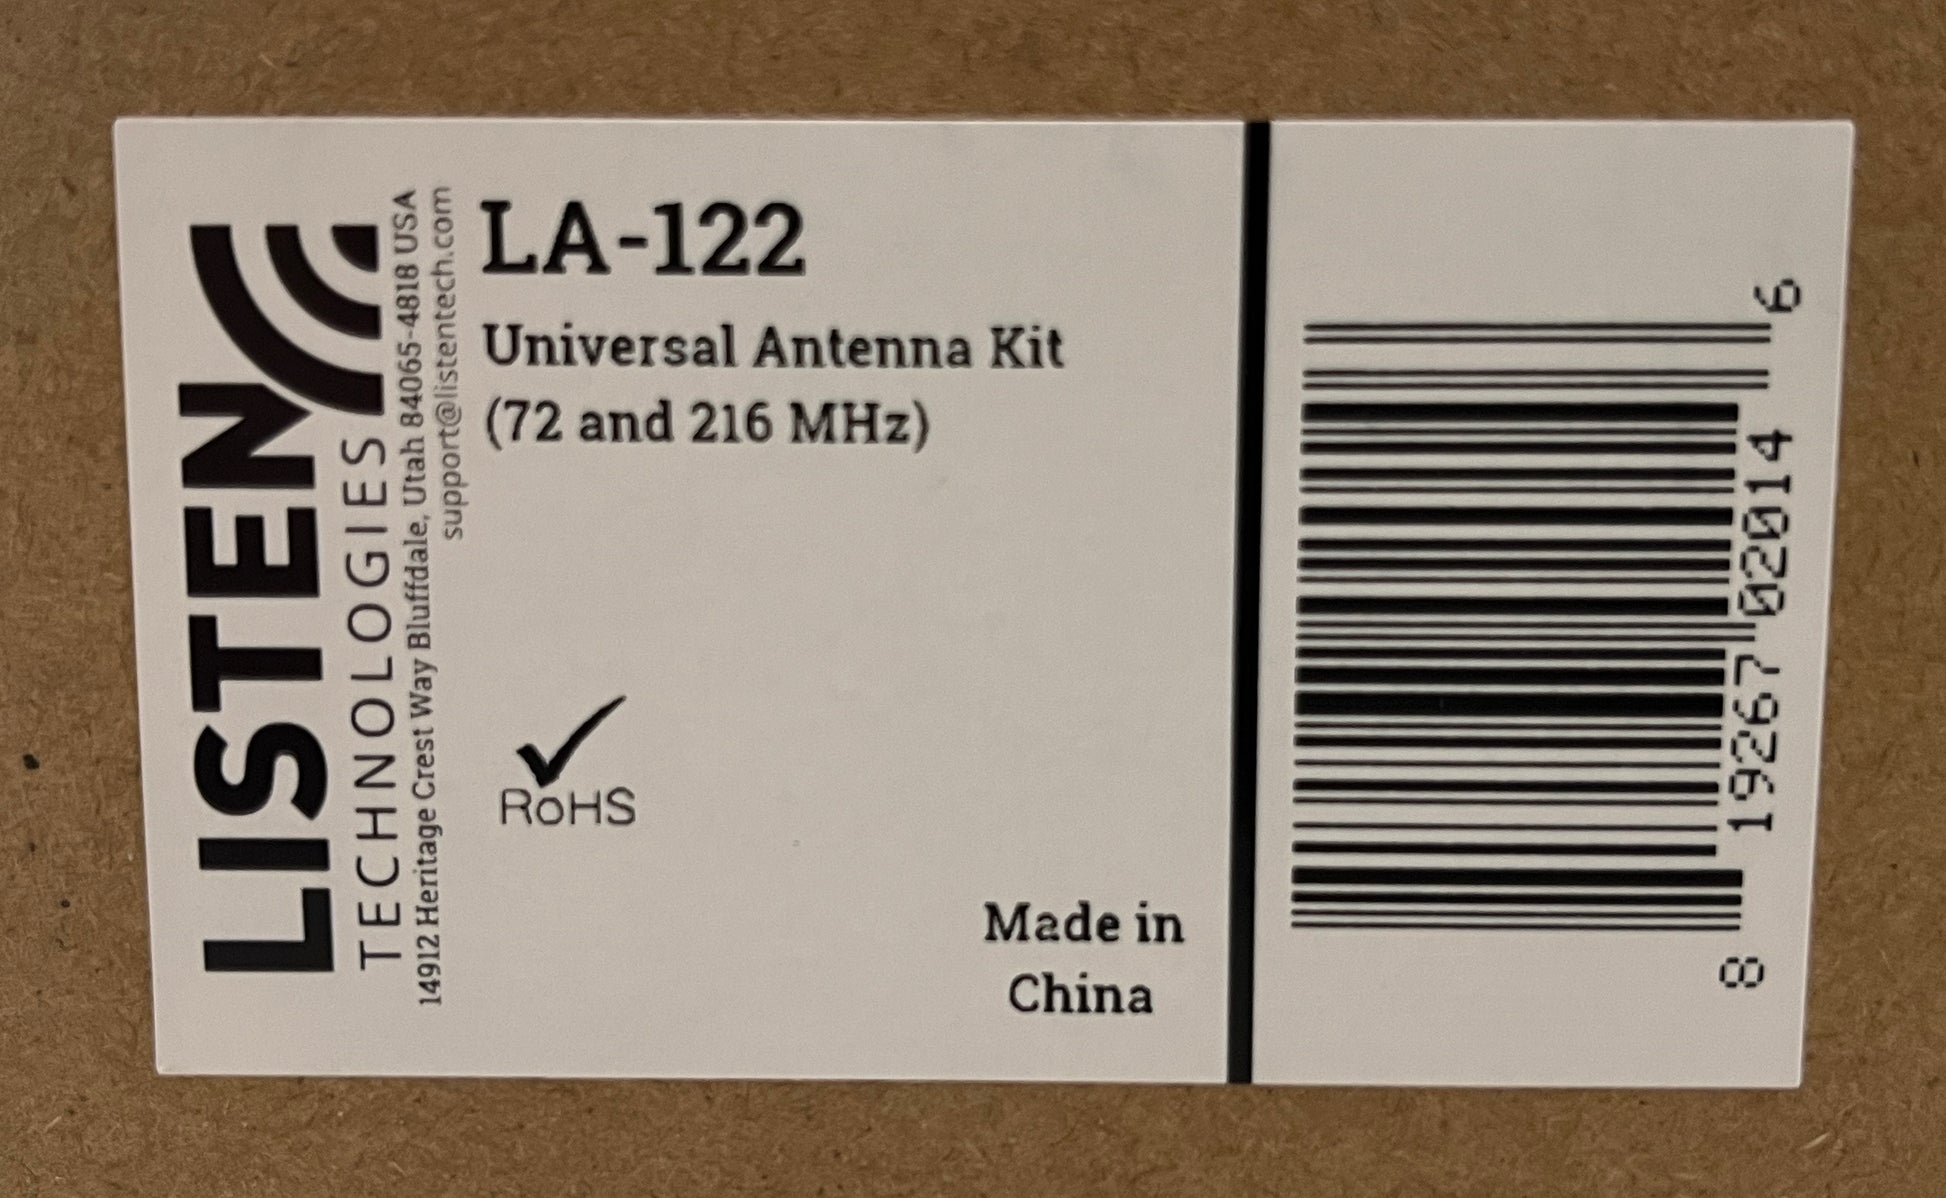 LISTEN
TECHNOLOGIES
14912 Heritage Crest Way Bluffdale, Utah 84065-4818 USA
support@listentech.com
LA-122
Universal Antenna Kit
(72 and 216 MHz)
RoHS
Made in
China
8 19267 02014 6